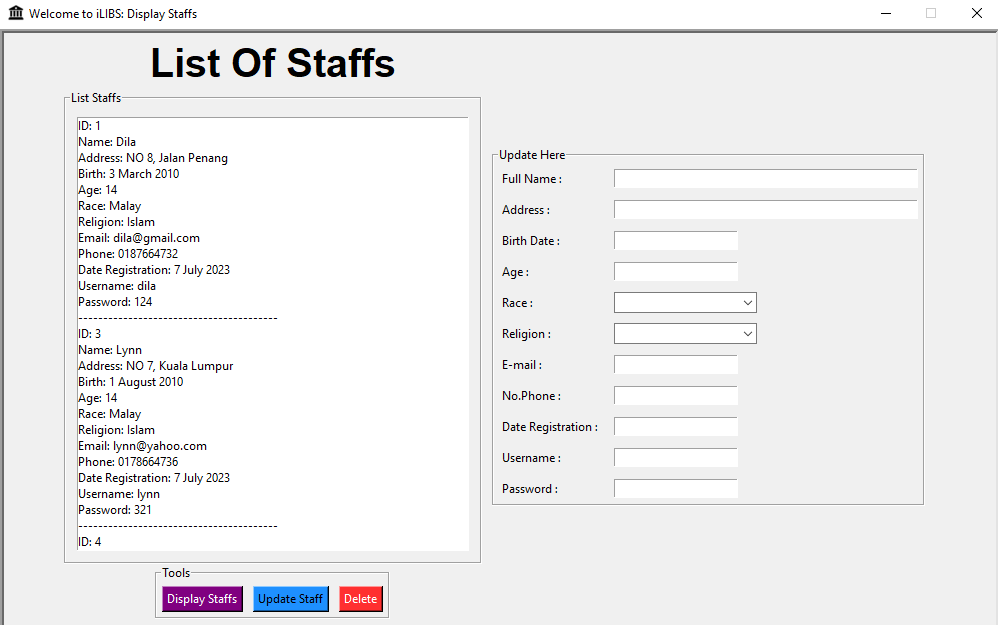 Welcome to iLIBS: Display Staffs
List Of Staffs
List Staffs
ID: 1
Name: Dila
Address: NO 8, Jalan Penang
Birth: 3 March 2010
Age: 14
Race: Malay
Religion: Islam
Email: dila@gmail.com
Phone: 0187664732
Date Registration: 7 July 2023
Username: dila
Password: 124
----------------------------------------
ID: 3
Name: Lynn
Address: NO 7, Kuala Lumpur
Birth: 1 August 2010
Age: 14
Race: Malay
Religion: Islam
Email: lynn@yahoo.com
Phone: 0178664736
Date Registration: 7 July 2023
Username: lynn
Password: 321
----------------------------------------
ID: 4
Update Here
Full Name :
Address :
Birth Date :
Age :
Race :
Religion :
E-mail :
No.Phone :
Date Registration :
Username :
Password :
Tools
Display Staffs
Update Staff
Delete